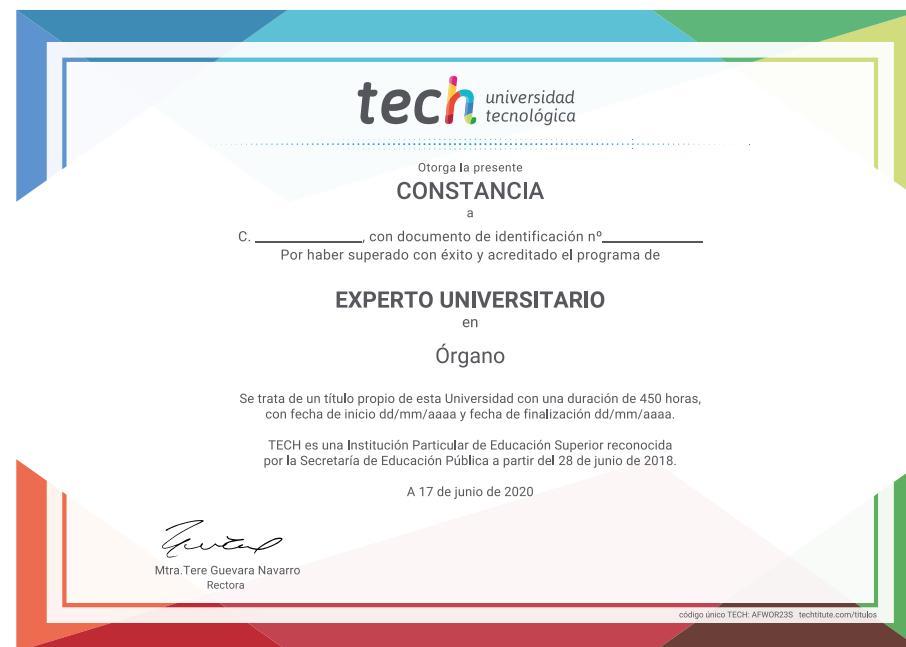 tech universidad
tecnológica
Otorga la presente
CONSTANCIA
a
C. ______________, con documento de identificación nº_____________
Por haber superado con éxito y acreditado el programa de
EXPERTO UNIVERSITARIO
en
Órgano
Se trata de un título propio de esta Universidad con una duración de 450 horas,
con fecha de inicio dd/mm/aaaa y fecha de finalización dd/mm/aaaa.
TECH es una Institución Particular de Educación Superior reconocida
por la Secretaría de Educación Pública a partir del 28 de junio de 2018.
A 17 de junio de 2020
Mtra.Tere Guevara Navarro
Rectora
código único TECH: AFWOR23S techtitute.com/titulos